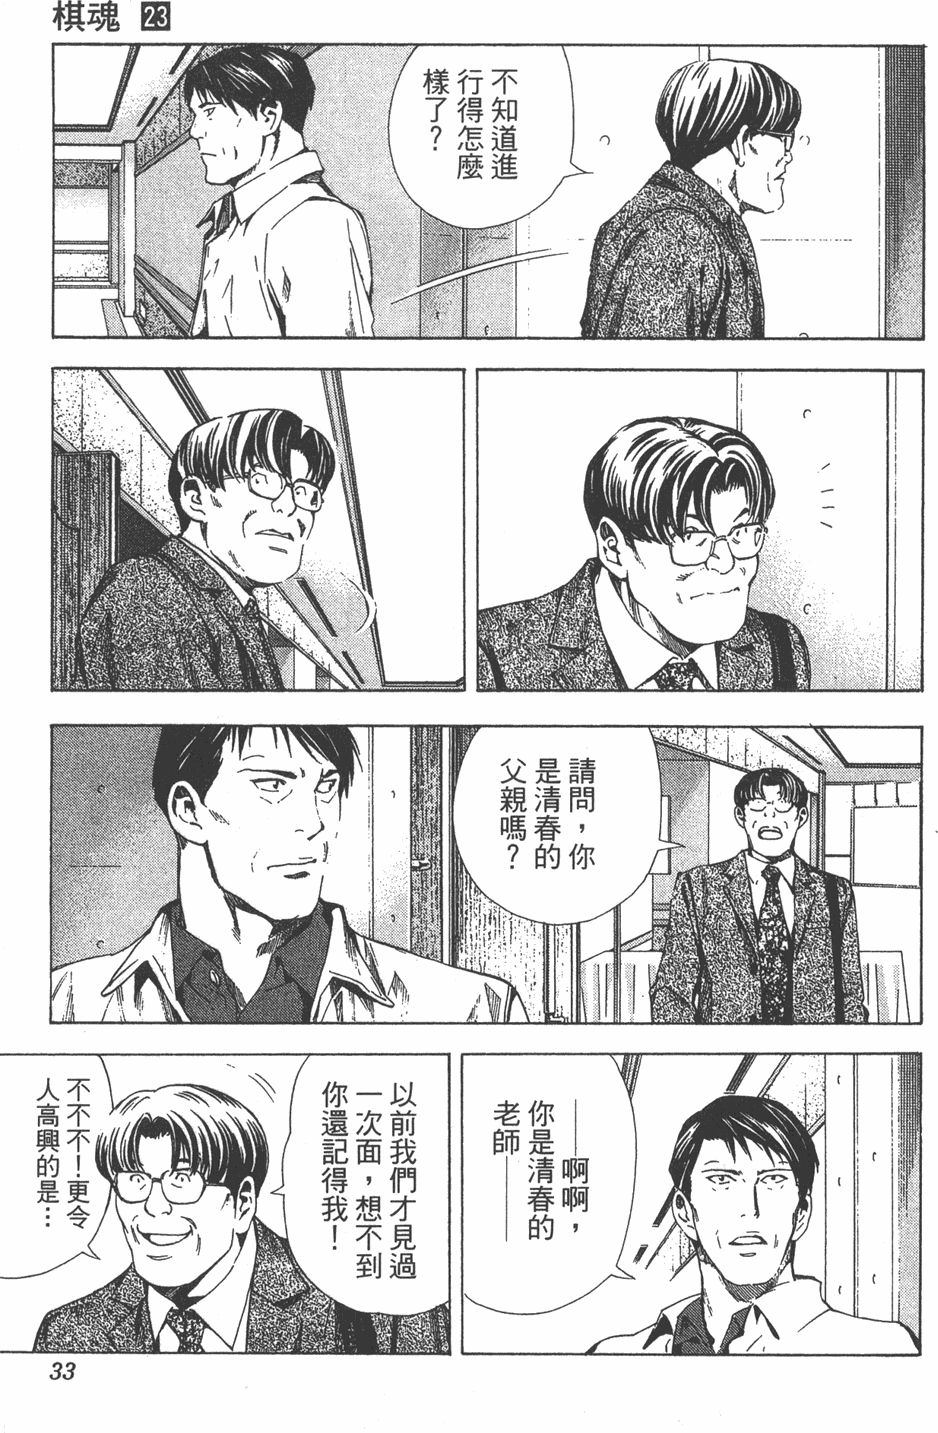 棋魂 23
不知道進
行得怎麼
樣了？
請問，你
是清春的
父親嗎？
——啊啊，
你是清春的
老師——
以前我們才見過
一次面，想不到
你還記得我！
不不不！更令
人高興的是…
33